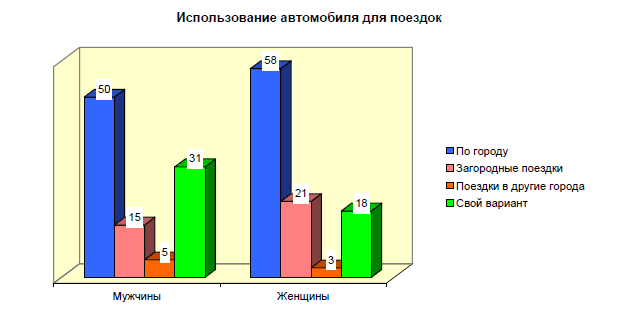 Использование автомобиля для поездок
50
15
5
31
58
21
3
18
Мужчины
Женщины
По городу
Загородные поездки
Поездки в другие города
Свой вариант